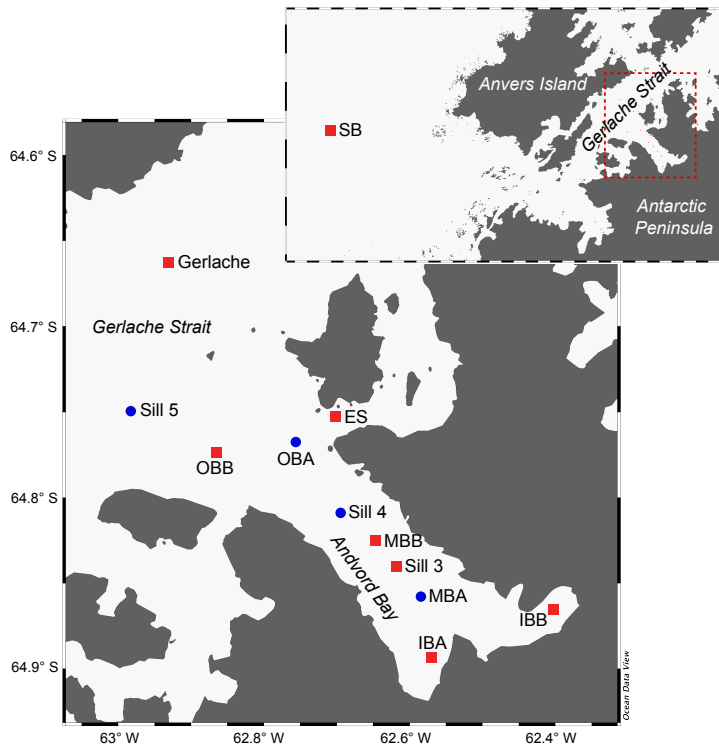 Anvers Island
Gerlache Strait
SB
Antarctic
Peninsula
64.6° S
Gerlache
64.7° S
Gerlache Strait
Sill 5
ES
OBB
OBA
64.8° S
Sill 4
MBB
Sill 3
Andvord Bay
MBA
IBB
IBA
64.9° S
Ocean Data View
63° W
62.8° W
62.6° W
62.4° W